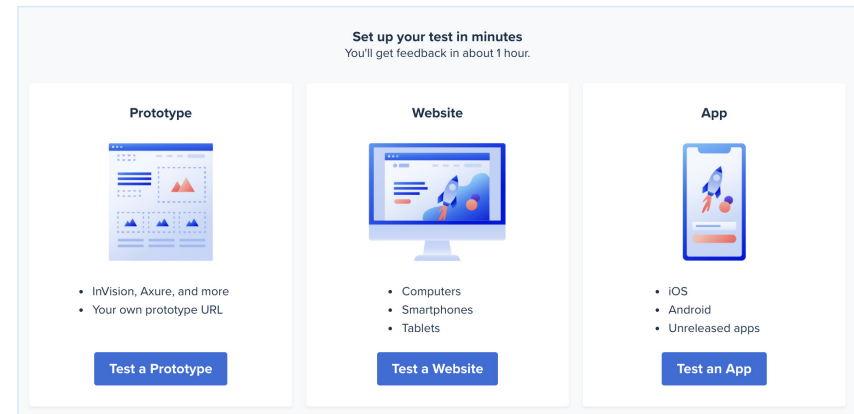 Set up your test in minutes
You'll get feedback in about 1 hour.
Prototype
• InVision, Axure, and more
• Your own prototype URL
Test a Prototype
Website
• Computers
• Smartphones
• Tablets
Test a Website
App
• iOS
• Android
• Unreleased apps
Test an App